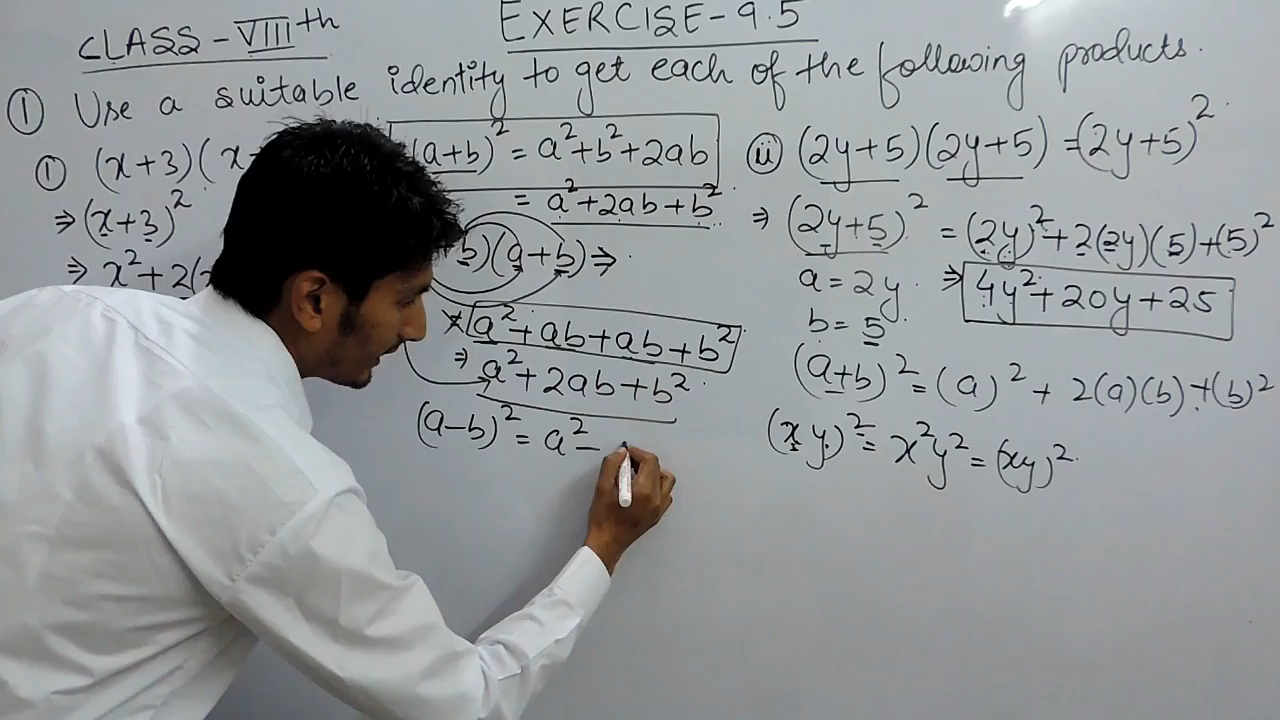 CLASS-VIIIth
EXERCISE-9.5
① Use a suitable identity to get each of the following products.
① (x+3)(x
⇒ (x+3)²
⇒ x²+2(
(a+b)² = a²+b²+2ab
= a²+2ab+b²
b)(a+b)⇒
a²+ab+ab+b²
⇒ a²+2ab+b²
(a-b)² = a²-
ii (2y+5)(2y+5) = (2y+5)²
⇒ (2y+5)² = (2y)²+2(2y)(5)+(5)²
a = 2y ⇒ 4y²+20y+25
b = 5
(a+b)² = (a)² + 2(a)(b)+(b)²
(xy)² = x²y² = (xy)²